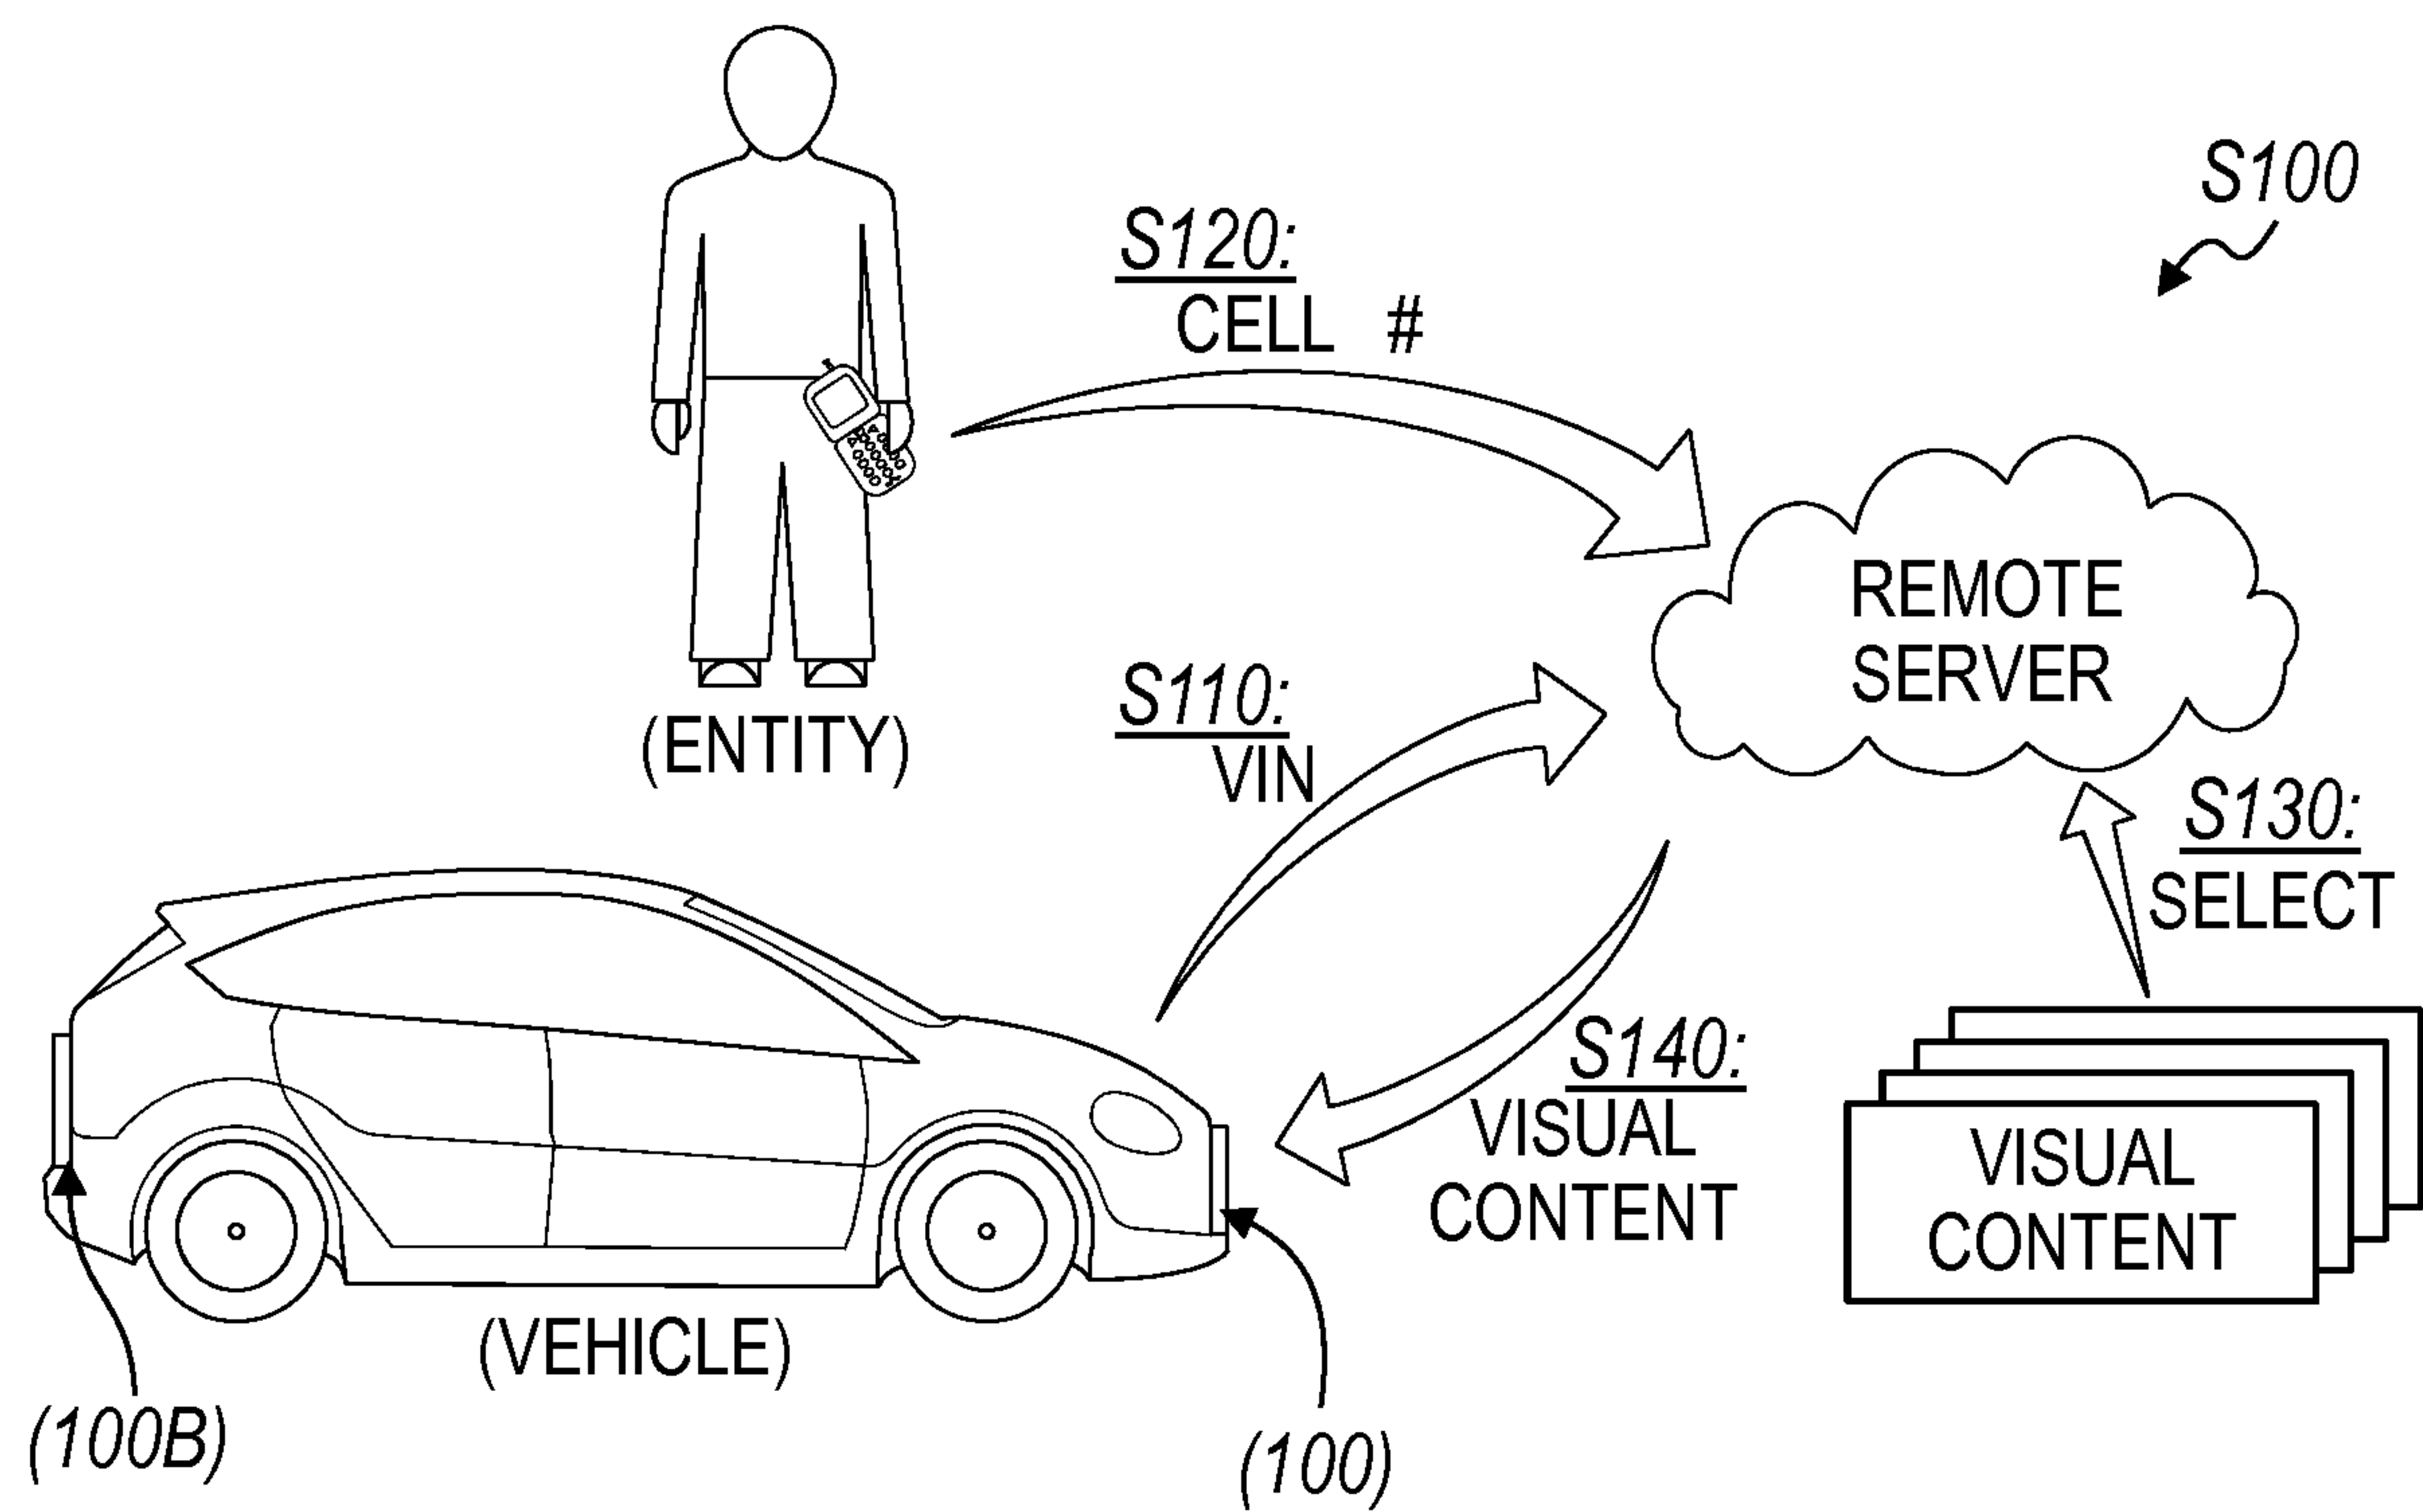 S100
S120:
CELL #
REMOTE
SERVER
(ENTITY)
S110:
VIN
S130:
SELECT
S140:
VISUAL
CONTENT
VISUAL
CONTENT
(VEHICLE)
(100B)
(100)